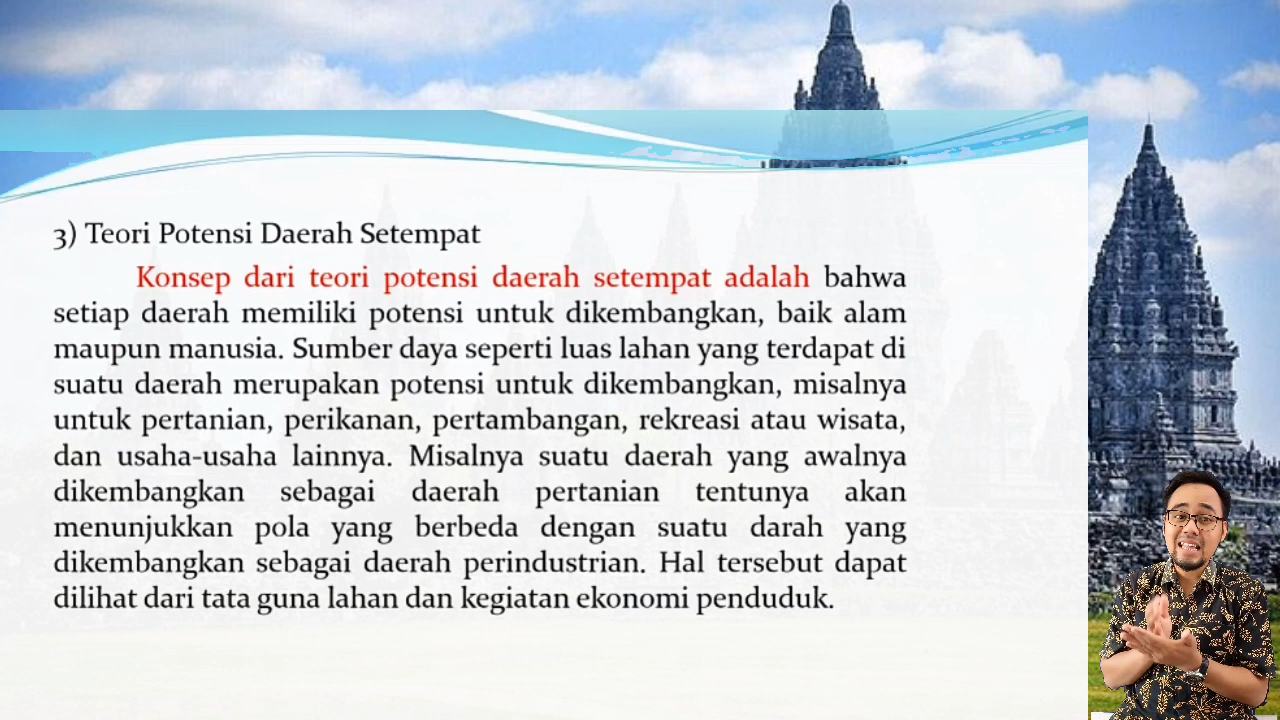 3) Teori Potensi Daerah Setempat
Konsep dari teori potensi daerah setempat adalah bahwa
setiap daerah memiliki potensi untuk dikembangkan, baik alam
maupun manusia. Sumber daya seperti luas lahan yang terdapat di
suatu daerah merupakan potensi untuk dikembangkan, misalnya
untuk pertanian, perikanan, pertambangan, rekreasi atau wisata,
dan usaha-usaha lainnya. Misalnya suatu daerah yang awalnya
dikembangkan sebagai daerah pertanian tentunya akan
menunjukkan pola yang berbeda dengan suatu darah yang
dikembangkan sebagai daerah perindustrian. Hal tersebut dapat
dilihat dari tata guna lahan dan kegiatan ekonomi penduduk.